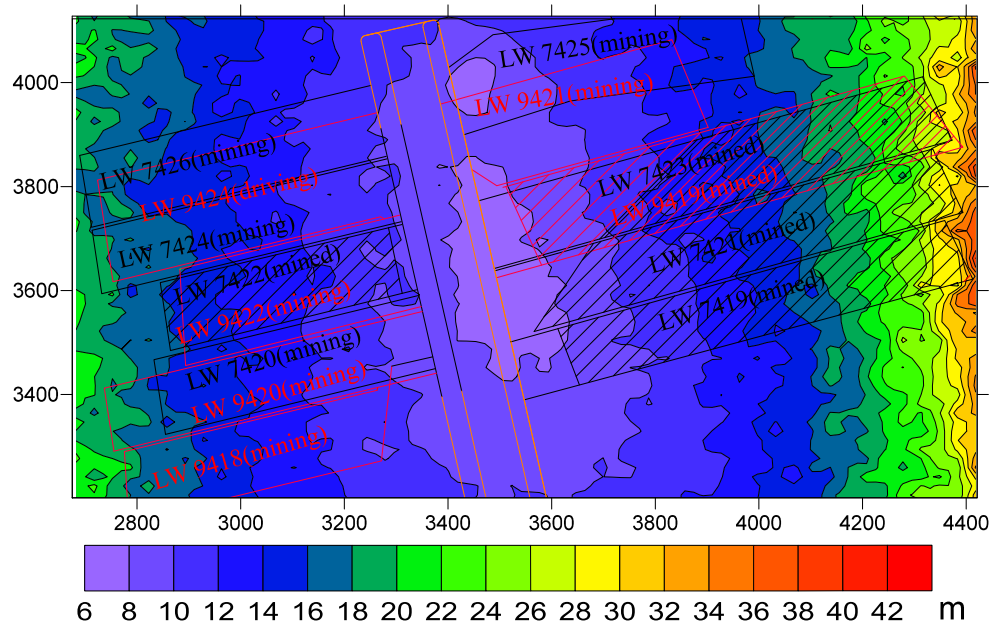 4000
3800
3600
3400
LW 7425(mining)
LW 9421(mining)
LW 7426(mining)
LW 9424(driving)
LW 7423(mined)
LW 9419(mined)
LW 7424(mining)
LW 7421(mined)
LW 7422(mined)
LW 9422(mining)
LW 7419(mined)
LW 7420(mining)
LW 9420(mining)
LW 9418(mining)
2800 3000 3200 3400 3600 3800 4000 4200 4400
6 8 10 12 14 16 18 20 22 24 26 28 30 32 34 36 38 40 42 m